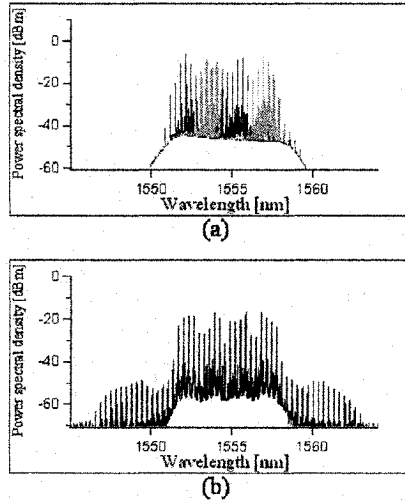 Power spectral density [dBm]
0
-20
-40
-60
1550
1555
1560
Wavelength [nm]
(a)
Power spectral density [dBm]
0
-20
-40
-60
1550
1555
1560
Wavelength [nm]
(b)